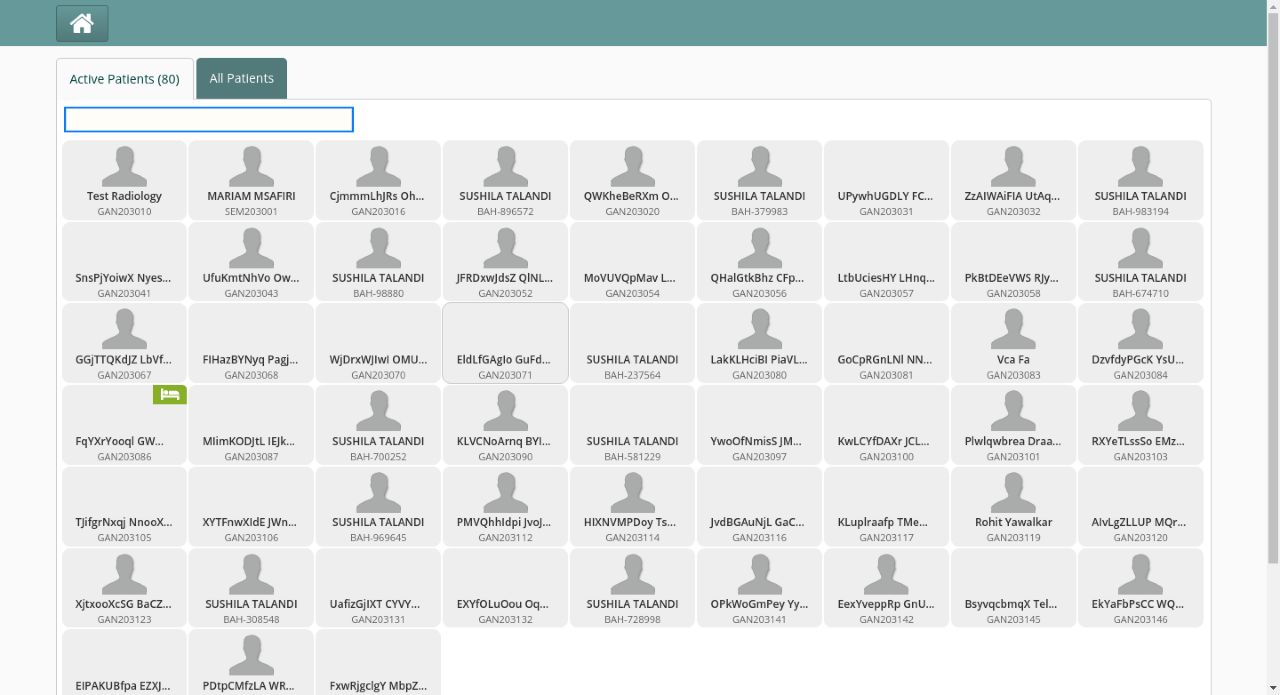 Active Patients (80)
All Patients
Test Radiology
GAN203010
MARIAM MSAFIRI
SEM203001
CjmmmLhJRs Oh...
GAN203016
SUSHILA TALANDI
BAH-896572
QWKheBeRXm O...
GAN203020
SUSHILA TALANDI
BAH-379983
UPywhUGDLY FC...
GAN203031
ZzAIWAiFIA UtAq...
GAN203032
SUSHILA TALANDI
BAH-983194
SnsPjYoiwX Nyes...
GAN203041
UfuKmtNhVo Ow...
GAN203043
SUSHILA TALANDI
BAH-98880
JFRDxwJdsZ QlNL...
GAN203052
MoVUVQpMav L...
GAN203054
QHalGtkBhz CFp...
GAN203056
LtbUciesHY LHnq...
GAN203057
PkBtDEeVWS RJy...
GAN203058
SUSHILA TALANDI
BAH-674710
GGjTTQKdJZ LbVf...
GAN203067
FIHazBYNyq Pagj...
GAN203068
WjDrxWJIwI OMU...
GAN203070
EldLfGAgIo GuFd...
GAN203071
SUSHILA TALANDI
BAH-237564
LakKLHciBI PiaVL...
GAN203080
GoCpRGnLNl NN...
GAN203081
Vca Fa
GAN203083
DzvfdyPGcK YsU...
GAN203084
FqYXrYooql GW...
GAN203086
MIimKODJtL IEJk...
GAN203087
SUSHILA TALANDI
BAH-700252
KLVCNoArnq BYI...
GAN203090
SUSHILA TALANDI
BAH-581229
YwoOfNmisS JM...
GAN203097
KwLCYfDAXr JCL...
GAN203100
Plwlqwbrea Draa...
GAN203101
RXYeTLssSo EMz...
GAN203103
TJifgrNxqj NnooX...
GAN203105
XYTFnwXIdE JWn...
GAN203106
SUSHILA TALANDI
BAH-969645
PMVQhhIdpi JvoJ...
GAN203112
HIXNVMPDoy Ts...
GAN203114
JvdBGAuNjL GaC...
GAN203116
KLuplraafp TMe...
GAN203117
Rohit Yawalkar
GAN203119
AIvLgZLLUP MQr...
GAN203120
XjtxooXcSG BaCZ...
GAN203123
SUSHILA TALANDI
BAH-308548
UafizGjIXT CYVY...
GAN203131
EXYfOLuOou Oq...
GAN203132
SUSHILA TALANDI
BAH-728998
OPkWoGmPey Yy...
GAN203141
EexYveppRp GnU...
GAN203142
BsyvqcbmqX Tel...
GAN203145
EkYaFbPsCC WQ...
GAN203146
EIPAKUBfpa EZXJ...
PDtpCMfzLA WR...
FxwRjgclgY MbpZ...